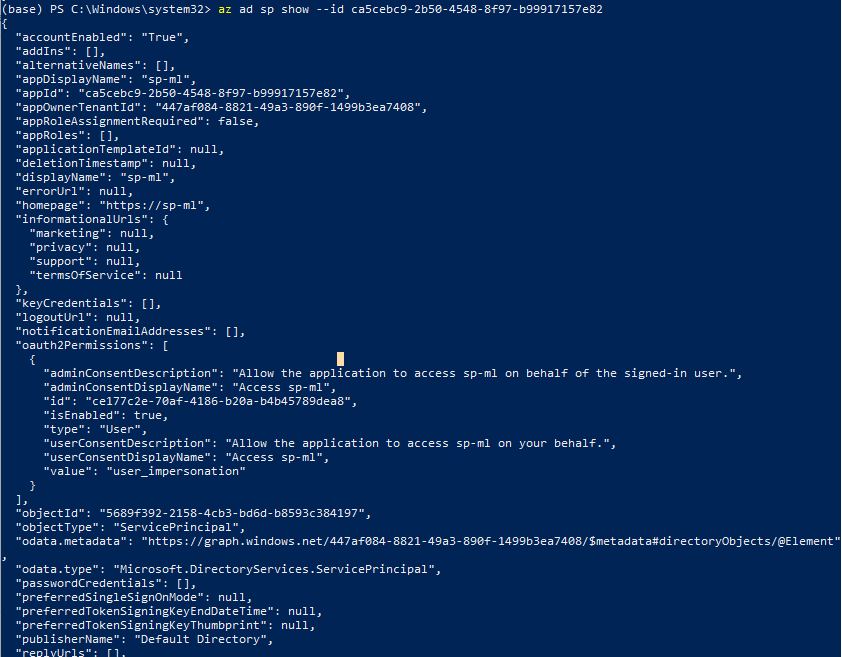 (base) PS C:\Windows\system32> az ad sp show --id ca5cebc9-2b50-4548-8f97-b99917157e82
{
  "accountEnabled": "True",
  "addIns": [],
  "alternativeNames": [],
  "appDisplayName": "sp-ml",
  "appId": "ca5cebc9-2b50-4548-8f97-b99917157e82",
  "appOwnerTenantId": "447af084-8821-49a3-890f-1499b3ea7408",
  "appRoleAssignmentRequired": false,
  "appRoles": [],
  "applicationTemplateId": null,
  "deletionTimestamp": null,
  "displayName": "sp-ml",
  "errorUrl": null,
  "homepage": "https://sp-ml",
  "informationalUrls": {
    "marketing": null,
    "privacy": null,
    "support": null,
    "termsOfService": null
  },
  "keyCredentials": [],
  "logoutUrl": null,
  "notificationEmailAddresses": [],
  "oauth2Permissions": [
    {
      "adminConsentDescription": "Allow the application to access sp-ml on behalf of the signed-in user.",
      "adminConsentDisplayName": "Access sp-ml",
      "id": "ce177c2e-70af-4186-b20a-b4b45789dea8",
      "isEnabled": true,
      "type": "User",
      "userConsentDescription": "Allow the application to access sp-ml on your behalf.",
      "userConsentDisplayName": "Access sp-ml",
      "value": "user_impersonation"
    }
  ],
  "objectId": "5689f392-2158-4cb3-bd6d-b8593c384197",
  "objectType": "ServicePrincipal",
  "odata.metadata": "https://graph.windows.net/447af084-8821-49a3-890f-1499b3ea7408/$metadata#directoryObjects/@Element"
,
  "odata.type": "Microsoft.DirectoryServices.ServicePrincipal",
  "passwordCredentials": [],
  "preferredSingleSignOnMode": null,
  "preferredTokenSigningKeyEndDateTime": null,
  "preferredTokenSigningKeyThumbprint": null,
  "publisherName": "Default Directory",
  "replyUrls": [],